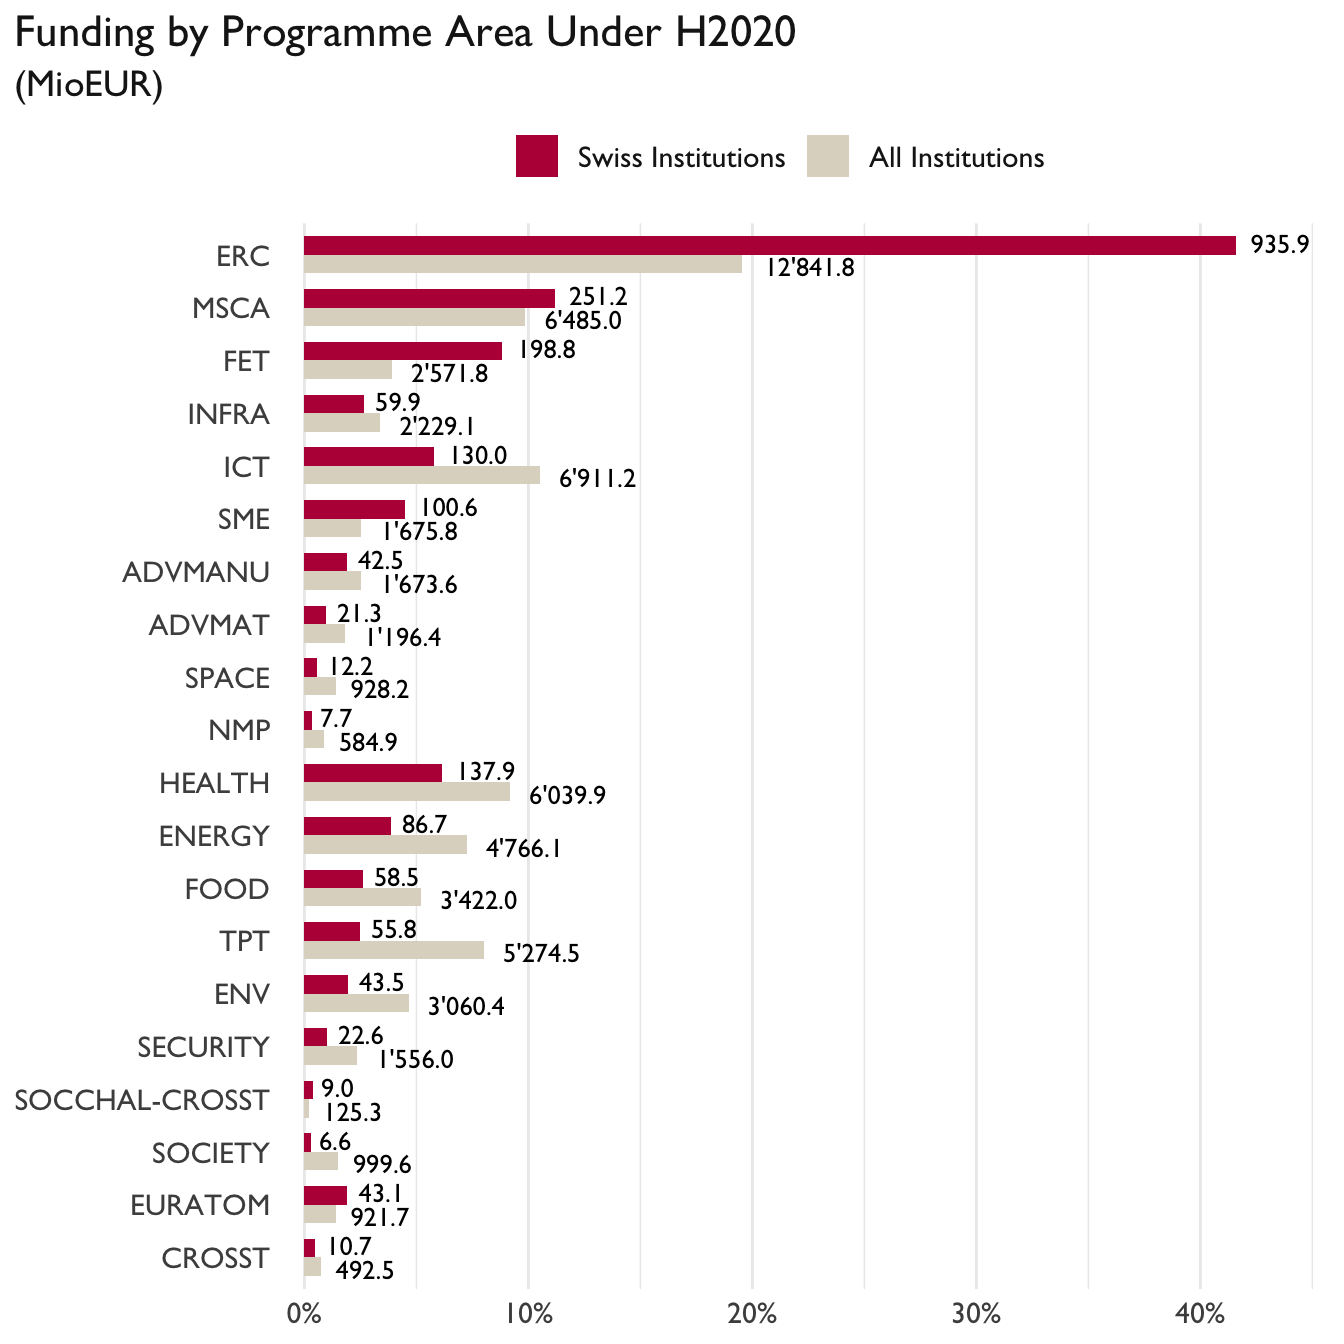 Funding by Programme Area Under H2020
(MioEUR)
Swiss Institutions
All Institutions
ERC
935.9
12'841.8
MSCA
251.2
6'485.0
FET
198.8
2'571.8
INFRA
59.9
2'229.1
ICT
130.0
6'911.2
SME
100.6
1'675.8
ADVMANU
42.5
1'673.6
ADVMAT
21.3
1'196.4
SPACE
12.2
928.2
NMP
7.7
584.9
HEALTH
137.9
6'039.9
ENERGY
86.7
4'766.1
FOOD
58.5
3'422.0
TPT
55.8
5'274.5
ENV
43.5
3'060.4
SECURITY
22.6
1'556.0
SOCCHAL-CROSST
9.0
125.3
SOCIETY
6.6
999.6
EURATOM
43.1
921.7
CROSST
10.7
492.5
0% 10% 20% 30% 40%